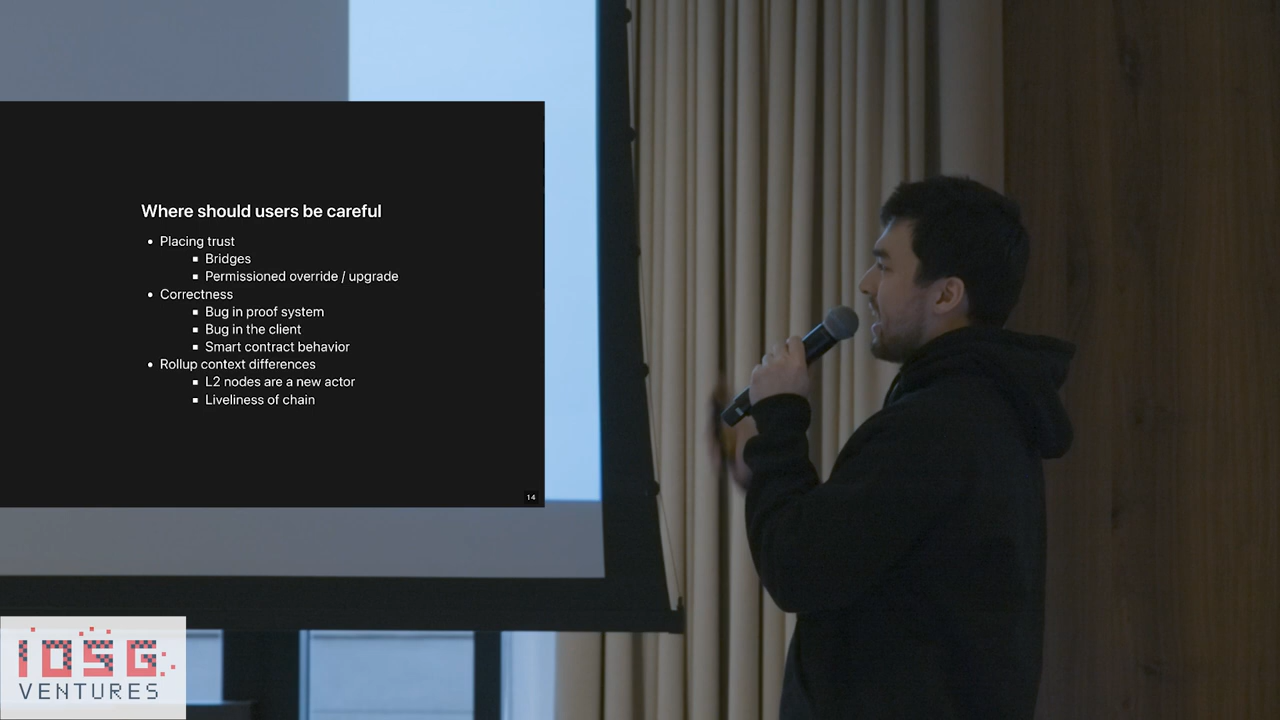 Where should users be careful
• Placing trust
▪ Bridges
▪ Permissioned override / upgrade
• Correctness
▪ Bug in proof system
▪ Bug in the client
▪ Smart contract behavior
• Rollup context differences
▪ L2 nodes are a new actor
▪ Liveliness of chain
14
IOSG
VENTURES